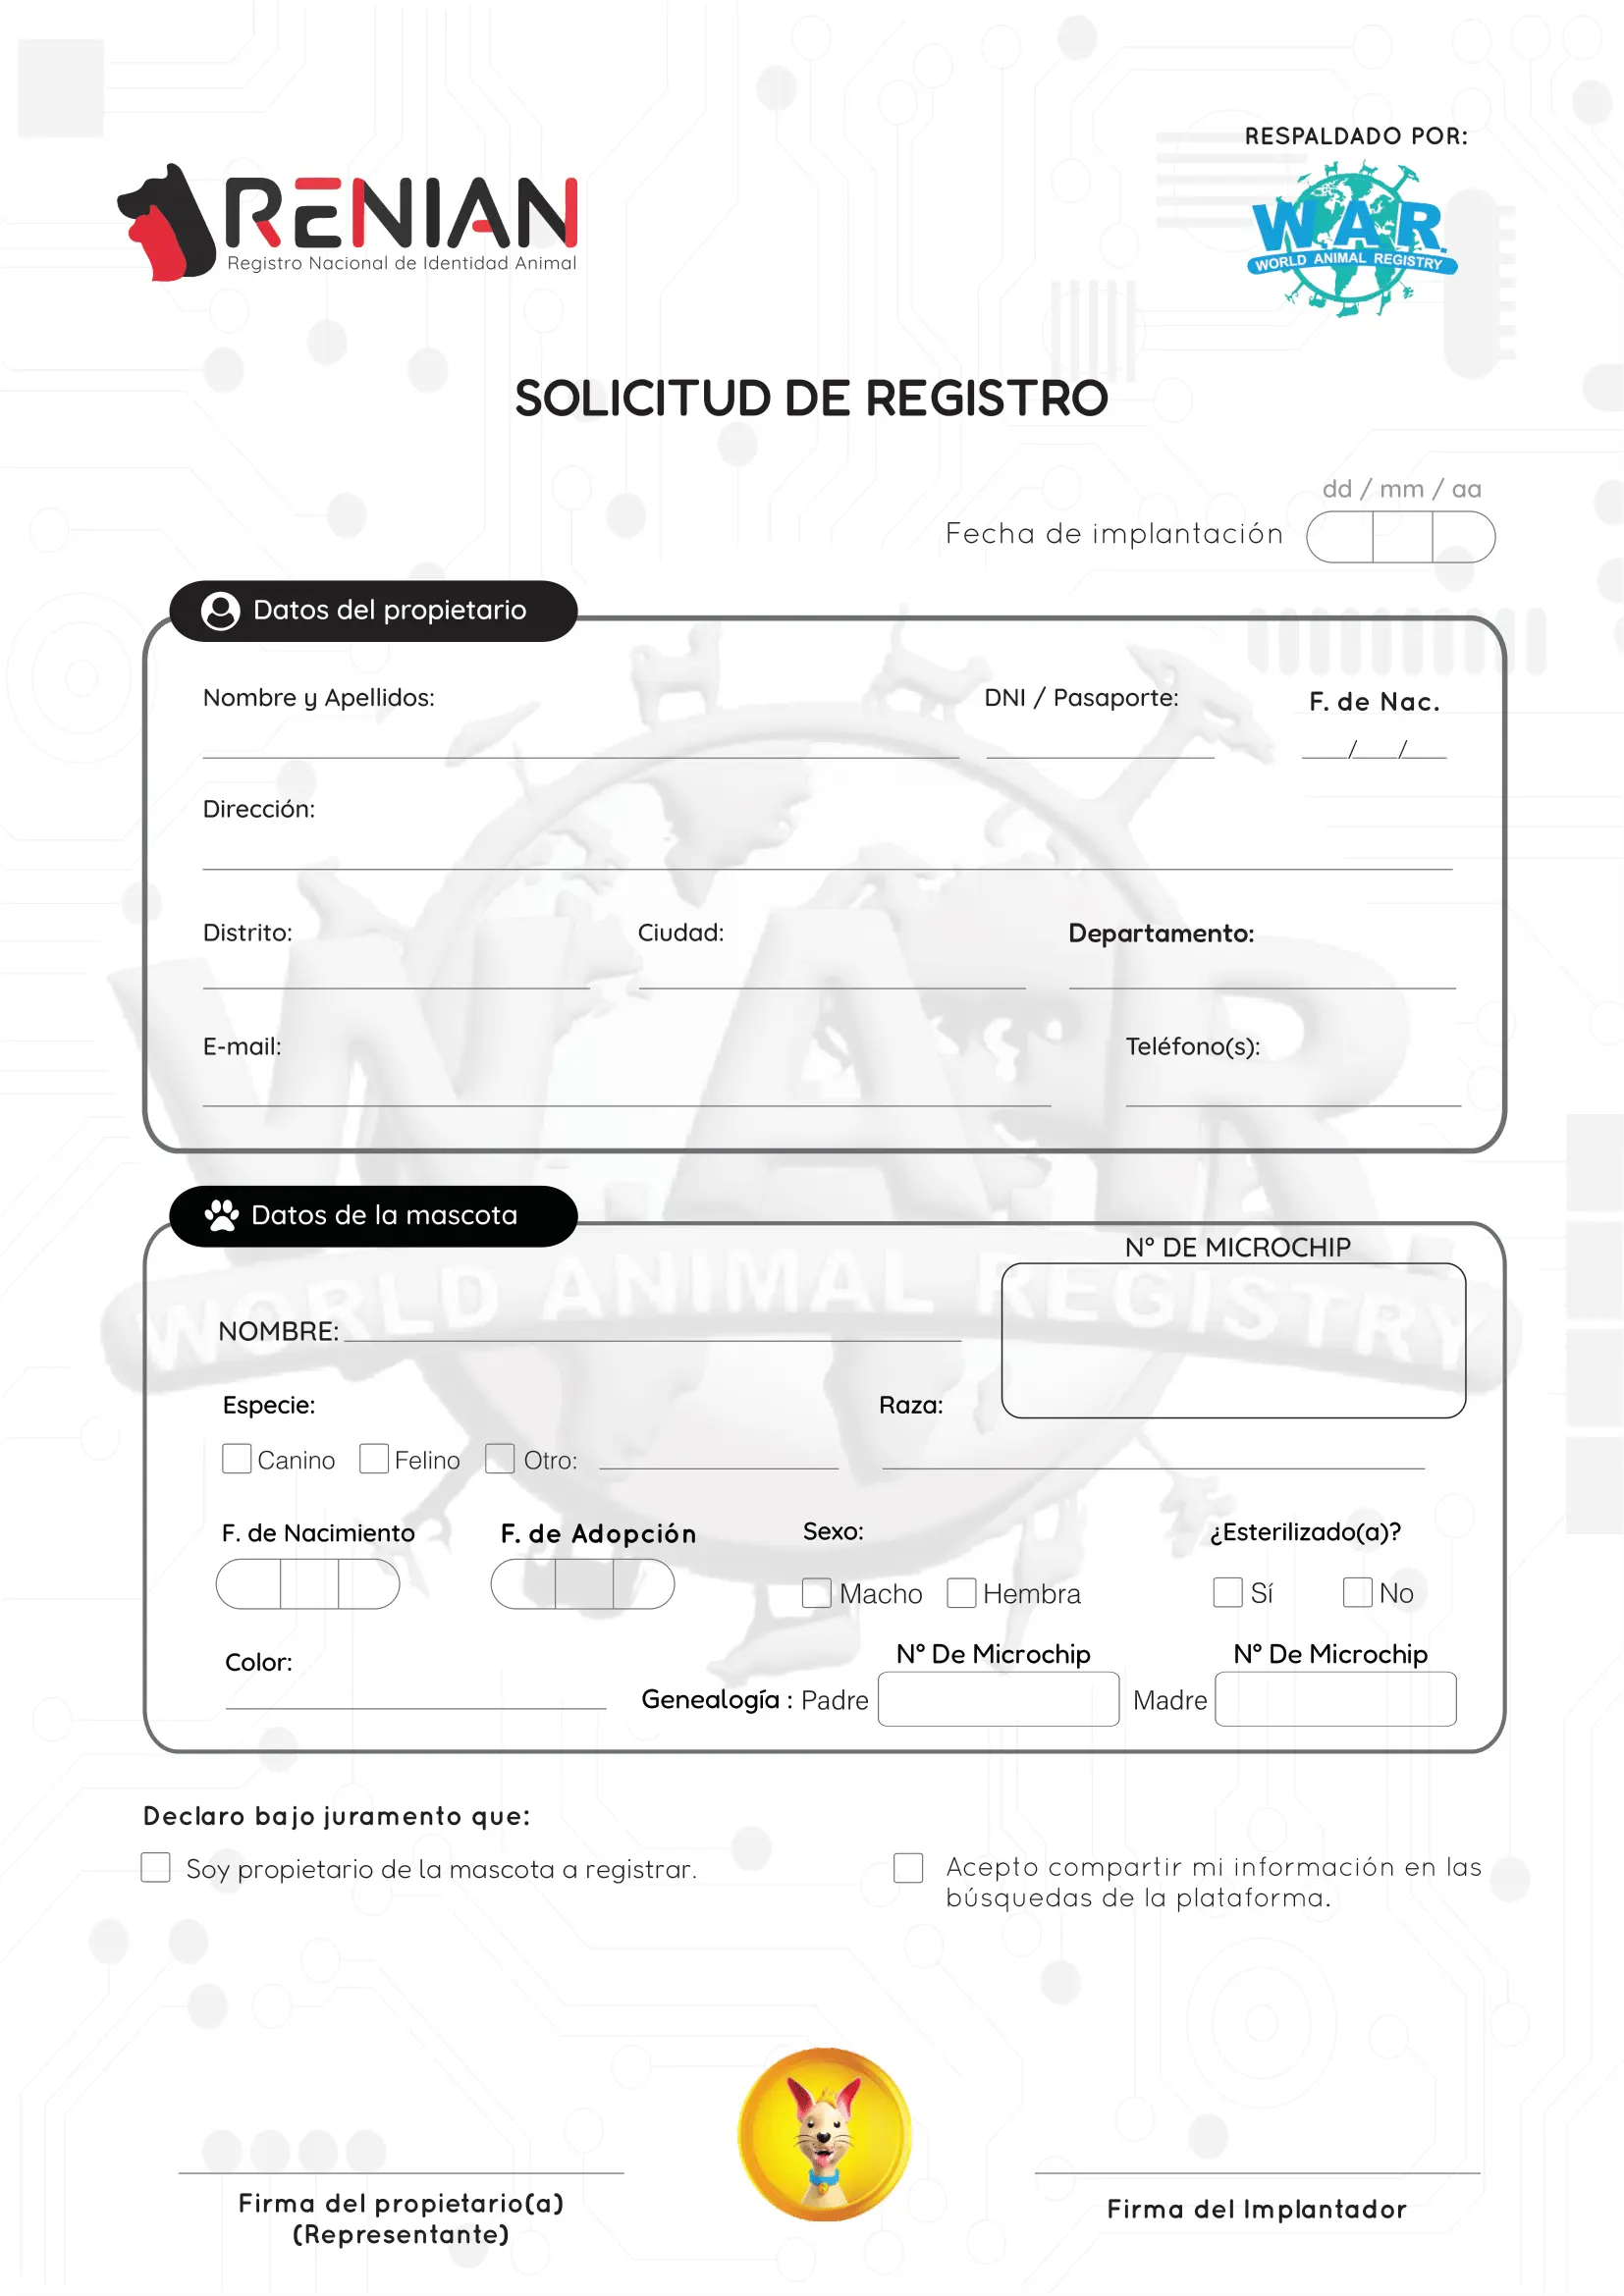 RESPALDADO POR:
RENIAN
Registro Nacional de Identidad Animal
W.A.R.
WORLD ANIMAL REGISTRY
SOLICITUD DE REGISTRO
dd / mm / aa
Fecha de implantación
Datos del propietario
Nombre y Apellidos: DNI / Pasaporte: F. de Nac.
___/___/___
Dirección:
Distrito: Ciudad: Departamento:
E-mail: Teléfono(s):
Datos de la mascota
N° DE MICROCHIP
NOMBRE:
Especie: Raza:
Canino Felino Otro:
F. de Nacimiento F. de Adopción Sexo: ¿Esterilizado(a)?
Macho Hembra Sí No
N° De Microchip N° De Microchip
Color:
Genealogía : Padre Madre
W.A.R.
WORLD ANIMAL REGISTRY
Declaro bajo juramento que:
Soy propietario de la mascota a registrar.
Acepto compartir mi información en las
búsquedas de la plataforma.
Firma del propietario(a)
(Representante)
Firma del Implantador